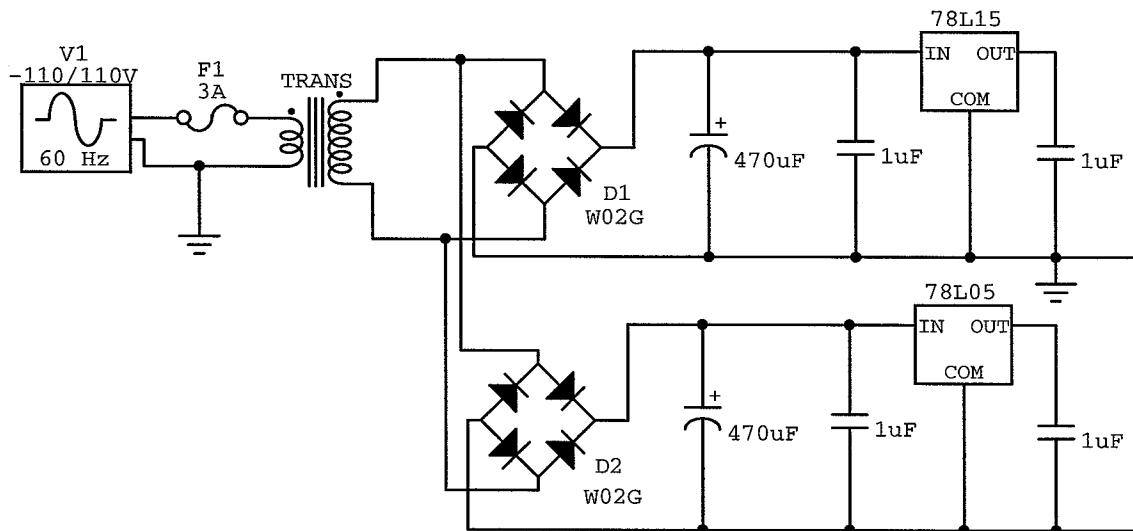 78L15
V1
-110/110V
F1
3A
TRANS
IN OUT
COM
60 Hz
+
470uF
1uF
1uF
D1
W02G
78L05
IN OUT
COM
+
470uF
1uF
1uF
D2
W02G